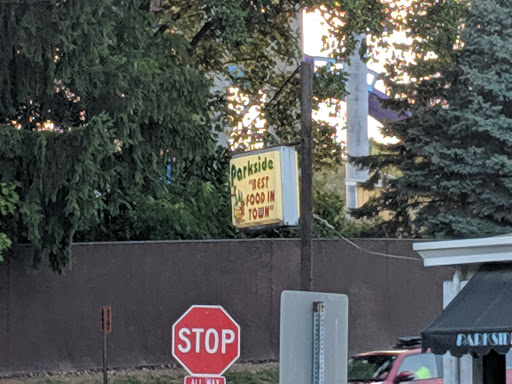 Parkside
"BEST
FOOD IN
TOWN"
STOP
ALL WAY
PARKSIDE